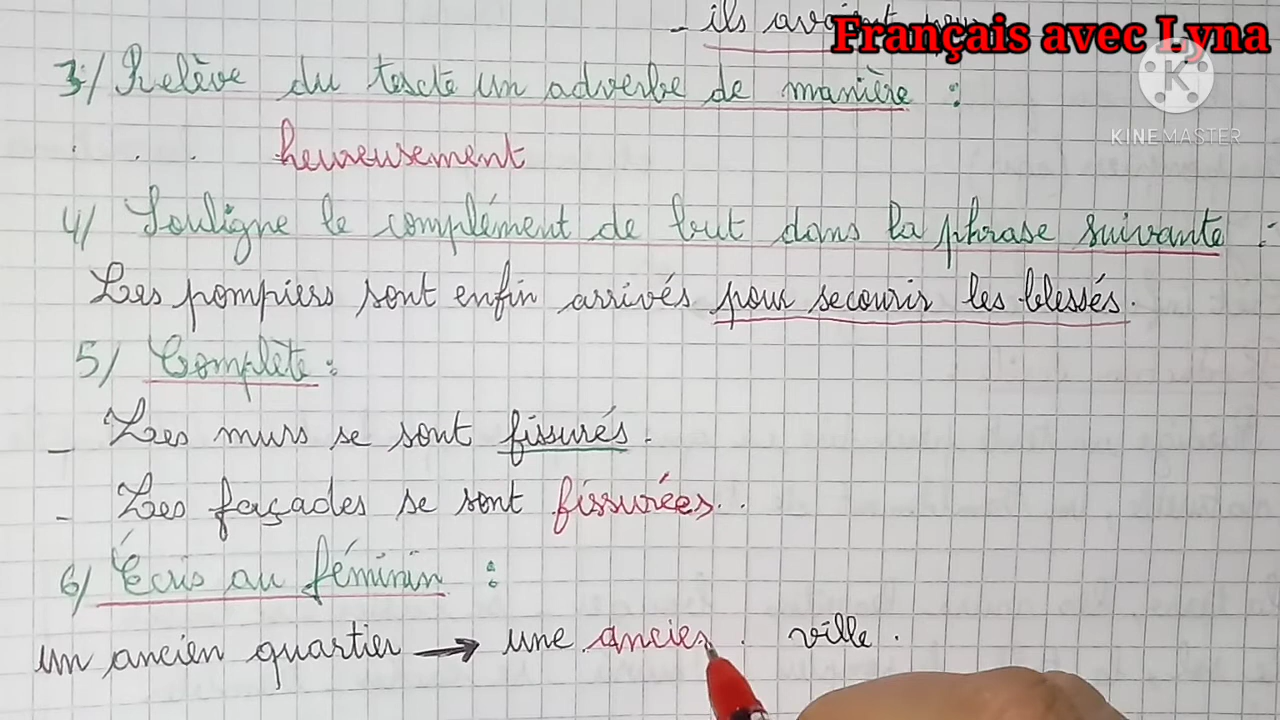 - ils avaient
Français avec Lyna
3/ Relève du texte un adverbe de manière :
KINEMASTER
. . . heureusement
4/ Souligne le complément de but dans la phrase suivante :
Les pompiers sont enfin arrivés pour secourir les blessés.
5/ Complète :
- Les murs se sont fissurés.
- Les façades se sont fissurées. .
6/ Écris au féminin :
un ancien quartier → une ancien . ville .